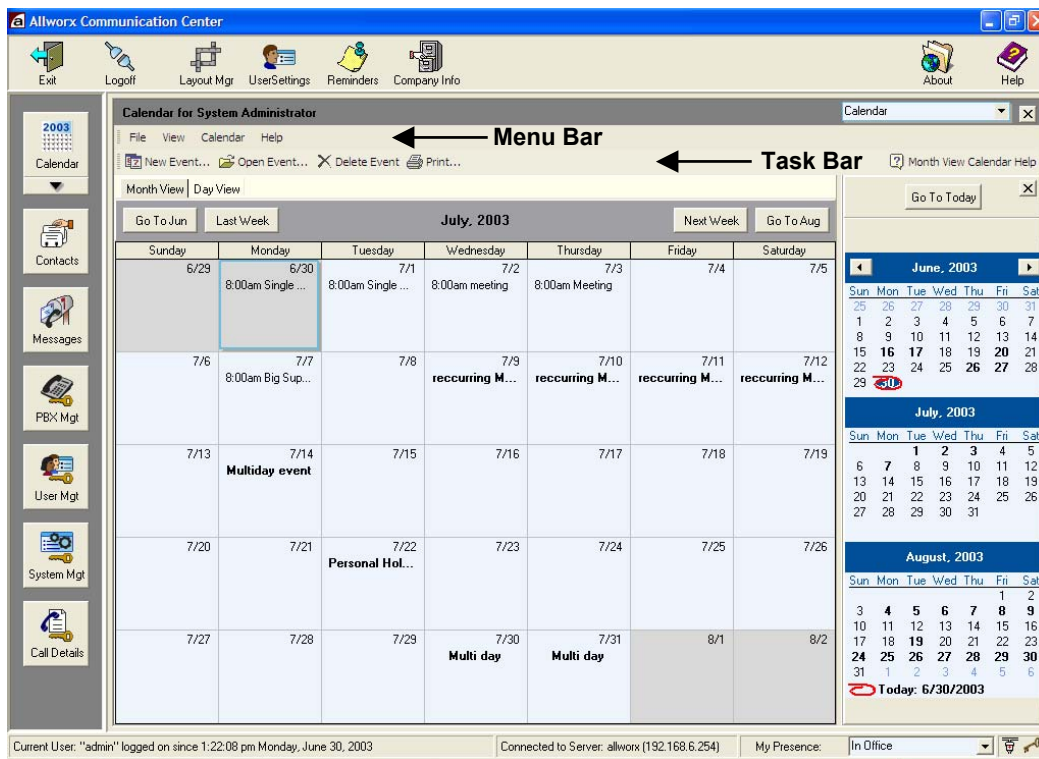 Allworx Communication Center
Exit Logoff Layout Mgr UserSettings Reminders Company Info About Help
Calendar for System Administrator Calendar
File View Calendar Help Menu Bar
New Event... Open Event... Delete Event Print... Task Bar Month View Calendar Help
Month View Day View
Go To Jun Last Week July, 2003 Next Week Go To Aug
Sunday Monday Tuesday Wednesday Thursday Friday Saturday
6/29 6/30 7/1 7/2 7/3 7/4 7/5
8:00am Single ... 8:00am Single ... 8:00am meeting 8:00am Meeting
7/6 7/7 7/8 7/9 7/10 7/11 7/12
8:00am Big Sup... reccurring M... reccurring M... reccurring M... reccurring M...
7/13 7/14 7/15 7/16 7/17 7/18 7/19
Multiday event
7/20 7/21 7/22 7/23 7/24 7/25 7/26
Personal Hol...
7/27 7/28 7/29 7/30 7/31 8/1 8/2
Multi day Multi day
2003
Calendar
Contacts
Messages
PBX Mgt
User Mgt
System Mgt
Call Details
Go To Today
June, 2003
Sun Mon Tue Wed Thu Fri Sat
25 26 27 28 29 30 31
1 2 3 4 5 6 7
8 9 10 11 12 13 14
15 16 17 18 19 20 21
22 23 24 25 26 27 28
29 30
July, 2003
Sun Mon Tue Wed Thu Fri Sat
1 2 3 4 5
6 7 8 9 10 11 12
13 14 15 16 17 18 19
20 21 22 23 24 25 26
27 28 29 30 31
August, 2003
Sun Mon Tue Wed Thu Fri Sat
1 2
3 4 5 6 7 8 9
10 11 12 13 14 15 16
17 18 19 20 21 22 23
24 25 26 27 28 29 30
31 1 2 3 4 5 6
Today: 6/30/2003
Current User: "admin" logged on since 1:22:08 pm Monday, June 30, 2003 Connected to Server: allworx (192.168.6.254) My Presence: In Office